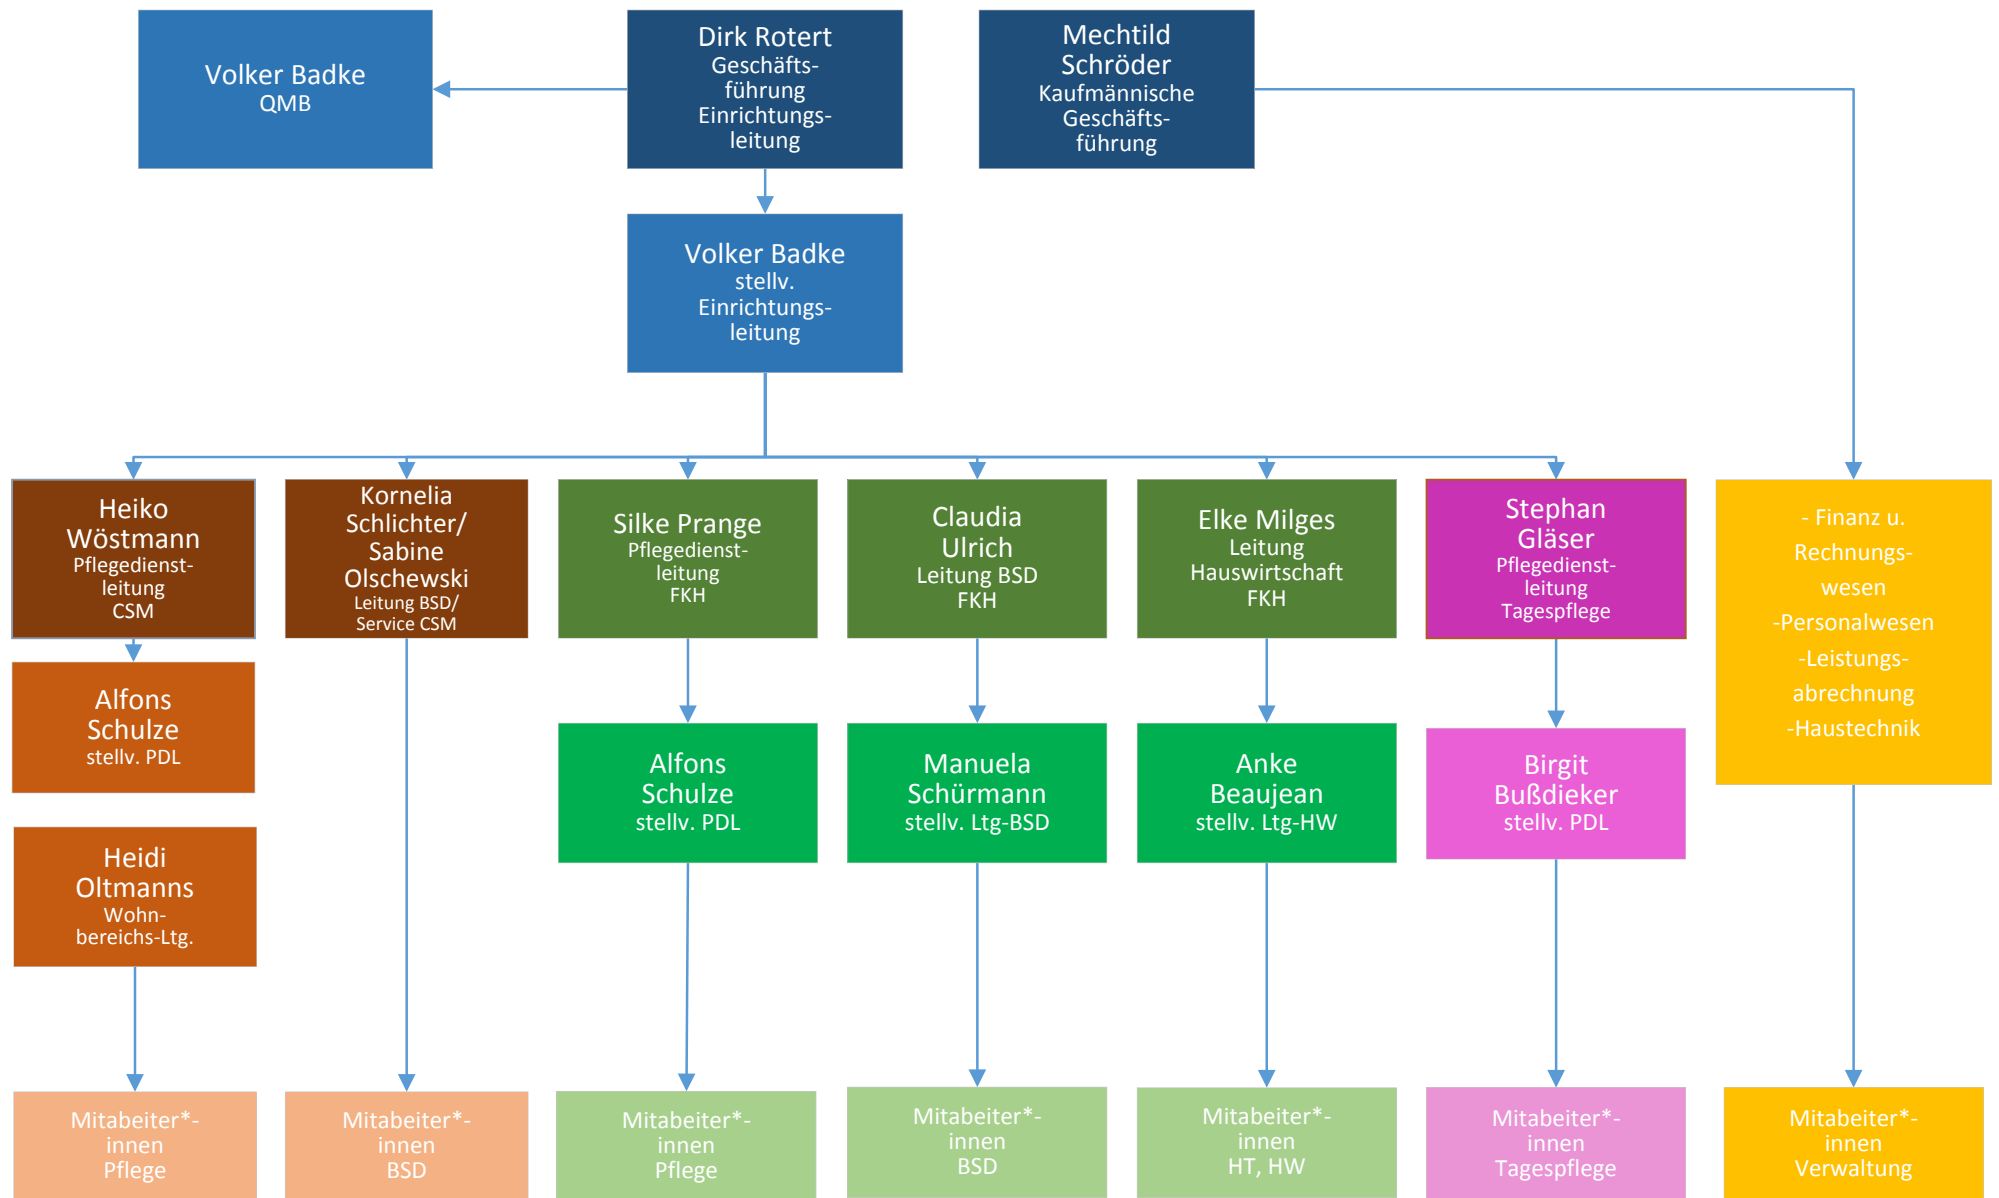 Volker Badke
QMB
Dirk Rotert
Geschäfts-
führung
Einrichtungs-
leitung
Mechtild
Schröder
Kaufmännische
Geschäfts-
führung
Volker Badke
stellv.
Einrichtungs-
leitung
Heiko
Wöstmann
Pflegedienst-
leitung
CSM
Kornelia
Schlichter/
Sabine
Olschewski
Leitung BSD/
Service CSM
Silke Prange
Pflegedienst-
leitung
FKH
Claudia
Ulrich
Leitung BSD
FKH
Elke Milges
Leitung
Hauswirtschaft
FKH
Stephan
Gläser
Pflegedienst-
leitung
Tagespflege
- Finanz u.
Rechnungs-
wesen
-Personalwesen
-Leistungs-
abrechnung
-Haustechnik
Alfons
Schulze
stellv. PDL
Heidi
Oltmanns
Wohn-
bereichs-Ltg.
Alfons
Schulze
stellv. PDL
Manuela
Schürmann
stellv. Ltg-BSD
Anke
Beaujean
stellv. Ltg-HW
Birgit
Bußdieker
stellv. PDL
Mitabeiter*-
innen
Pflege
Mitabeiter*-
innen
BSD
Mitabeiter*-
innen
Pflege
Mitabeiter*-
innen
BSD
Mitabeiter*-
innen
HT, HW
Mitabeiter*-
innen
Tagespflege
Mitabeiter*-
innen
Verwaltung